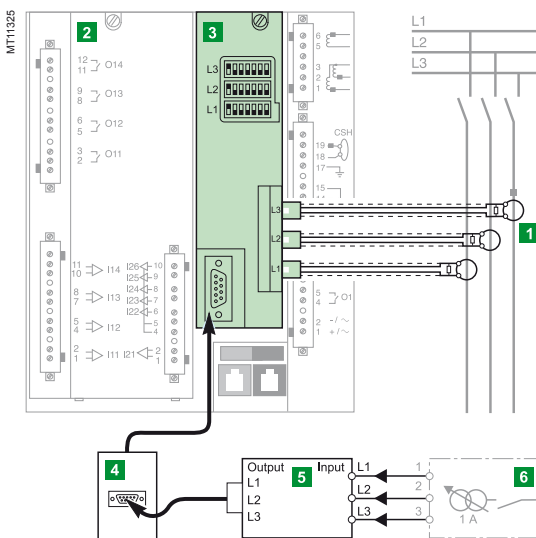 MT11325
2
3
L3
L2
L1
12
11
O14
9
8
O13
6
5
O12
3
2
O11
6
5
3
2
1
CSH
19
18
17
15
L1
L2
L3
L3
L2
L1
1
11
10
I14
8
7
I13
5
4
I12
2
1
I11
I26
10
I25
9
I24
8
I23
7
I22
6
5
4
I21
2
1
5
4
O1
2
1
- / ~
+ / ~
4
Output
Input
5
L1
L2
L3
L1
L2
L3
1
2
3
6
1 A